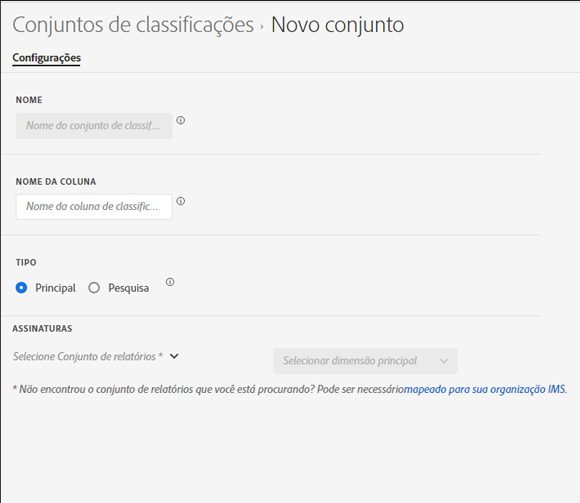 Conjuntos de classificações › Novo conjunto
Configurações
NOME
Nome do conjunto de classif...
NOME DA COLUNA
Nome da coluna de classific...
TIPO
Principal Pesquisa
ASSINATURAS
Selecione Conjunto de relatórios * Selecionar dimensão principal
* Não encontrou o conjunto de relatórios que você está procurando? Pode ser necessáriomapeado para sua organização IMS.